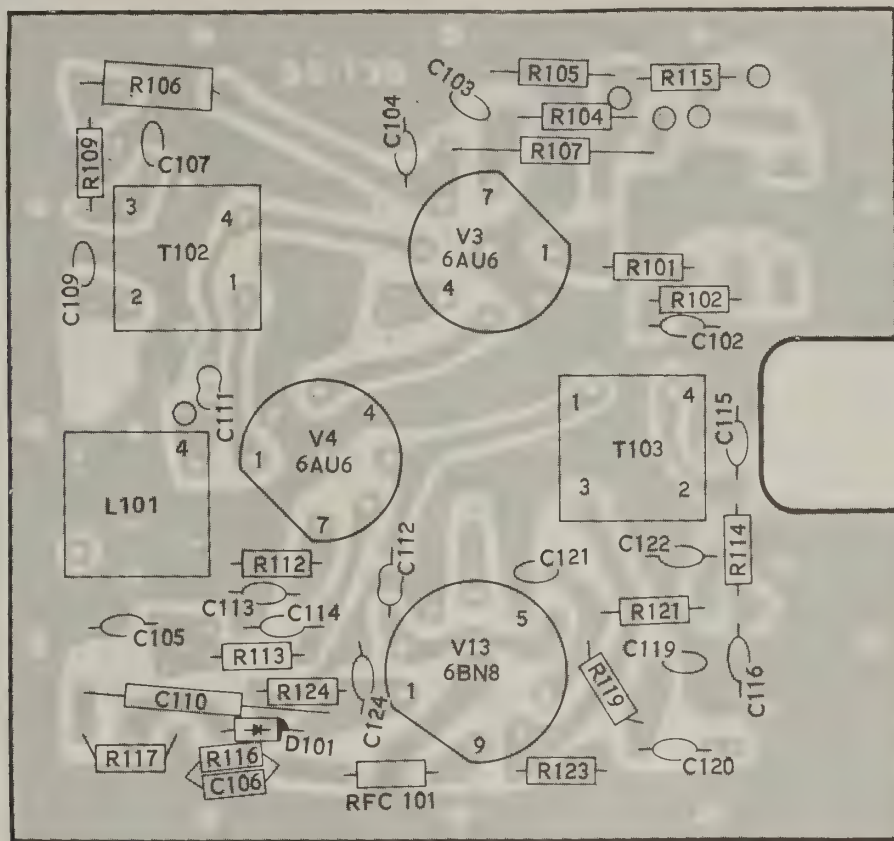 R106
C103
R105
R115
C104
R104
R109
C107
R107
3
4
T102
2
1
7
V3
6AU6
1
4
C109
R101
R102
C102
C111
4
L101
V4
6AU6
4
1
7
1
4
T103
3
2
C115
R112
C112
C121
C122
R114
C113
C114
C105
R113
5
V13
6BN8
1
9
R121
C119
R119
C116
C110
R124
C124
D101
R117
R116
C106
RFC 101
R123
C120